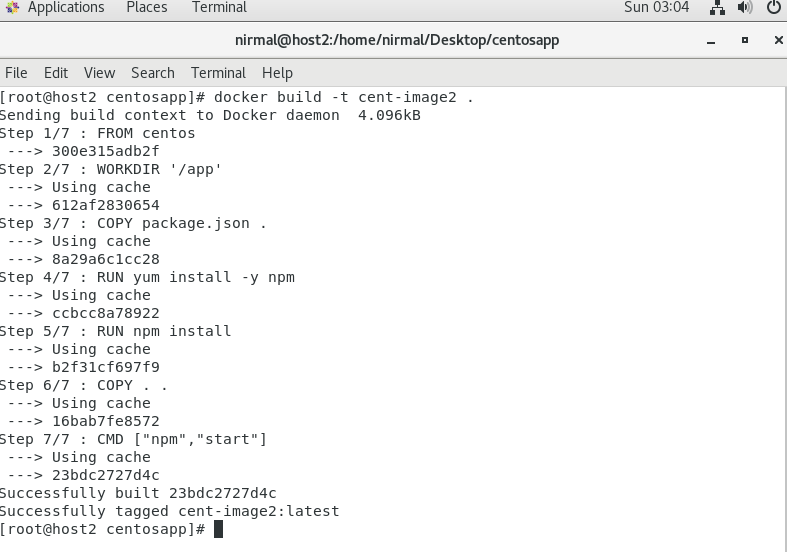 Applications Places Terminal Sun 03:04
nirmal@host2:/home/nirmal/Desktop/centosapp
File Edit View Search Terminal Help
[root@host2 centosapp]# docker build -t cent-image2 .
Sending build context to Docker daemon  4.096kB
Step 1/7 : FROM centos
 ---> 300e315adb2f
Step 2/7 : WORKDIR '/app'
 ---> Using cache
 ---> 612af2830654
Step 3/7 : COPY package.json .
 ---> Using cache
 ---> 8a29a6c1cc28
Step 4/7 : RUN yum install -y npm
 ---> Using cache
 ---> ccbcc8a78922
Step 5/7 : RUN npm install
 ---> Using cache
 ---> b2f31cf697f9
Step 6/7 : COPY . .
 ---> Using cache
 ---> 16bab7fe8572
Step 7/7 : CMD ["npm","start"]
 ---> Using cache
 ---> 23bdc2727d4c
Successfully built 23bdc2727d4c
Successfully tagged cent-image2:latest
[root@host2 centosapp]#